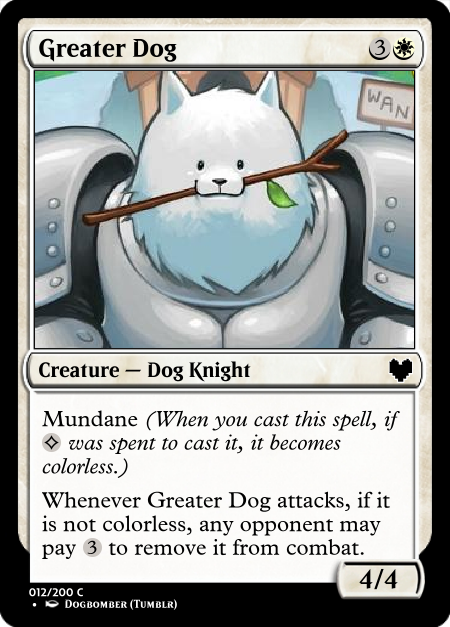 Greater Dog 3
WAN
Creature — Dog Knight
Mundane (When you cast this spell, if
was spent to cast it, it becomes
colorless.)
Whenever Greater Dog attacks, if it
is not colorless, any opponent may
pay 3 to remove it from combat.
4/4
012/200 C
• Dogbomber (Tumblr)